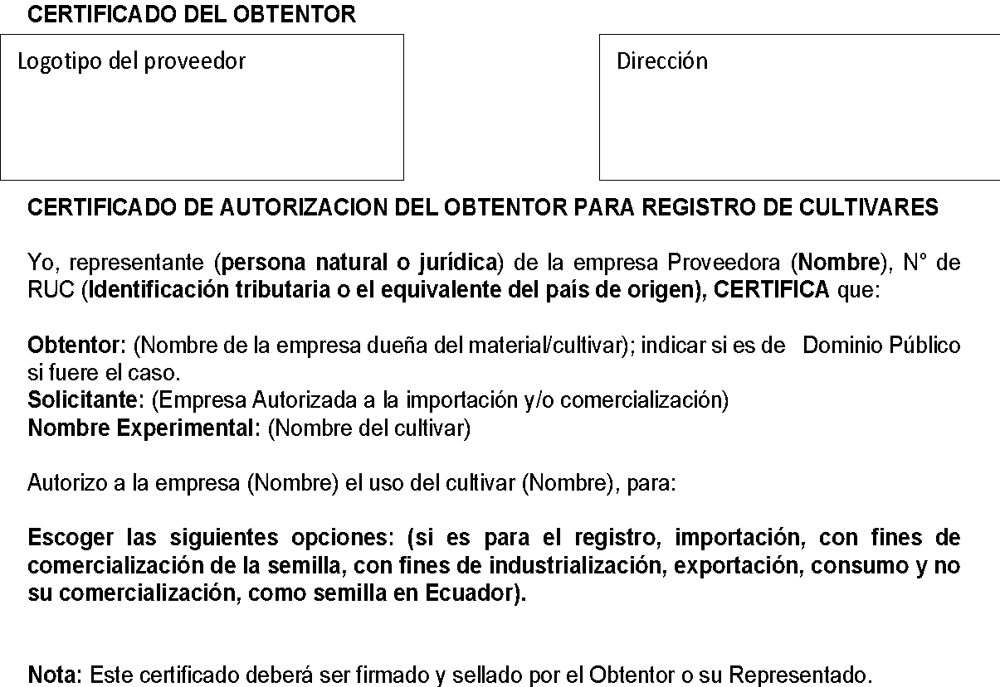 CERTIFICADO DEL OBTENTOR
Logotipo del proveedor
Dirección
CERTIFICADO DE AUTORIZACION DEL OBTENTOR PARA REGISTRO DE CULTIVARES
Yo, representante (persona natural o jurídica) de la empresa Proveedora (Nombre), N° de
RUC (Identificación tributaria o el equivalente del país de origen), CERTIFICA que:
Obtentor: (Nombre de la empresa dueña del material/cultivar); indicar si es de Dominio Público
si fuere el caso.
Solicitante: (Empresa Autorizada a la importación y/o comercialización)
Nombre Experimental: (Nombre del cultivar)
Autorizo a la empresa (Nombre) el uso del cultivar (Nombre), para:
Escoger las siguientes opciones: (si es para el registro, importación, con fines de
comercialización de la semilla, con fines de industrialización, exportación, consumo y no
su comercialización, como semilla en Ecuador).
Nota: Este certificado deberá ser firmado y sellado por el Obtentor o su Representado.